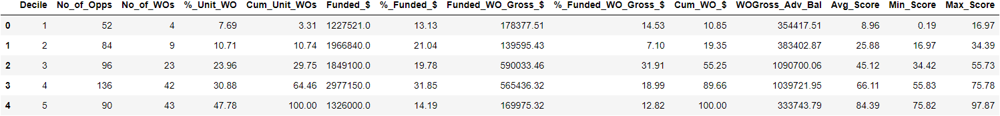 Decile No_of_Opps No_of_WOs %_Unit_WO Cum_Unit_WOs Funded_$ %_Funded_$ Funded_WO_Gross_$ %_Funded_WO_Gross_$ Cum_WO_$ WOGross_Adv_Bal Avg_Score Min_Score Max_Score
0 1 52 4 7.69 3.31 1227521.0 13.13 178377.51 14.53 10.85 354417.51 8.96 0.19 16.97
1 2 84 9 10.71 10.74 1966840.0 21.04 139595.43 7.10 19.35 383402.87 25.88 16.97 34.39
2 3 96 23 23.96 29.75 1849100.0 19.78 590033.46 31.91 55.25 1090700.06 45.12 34.42 55.73
3 4 136 42 30.88 64.46 2977150.0 31.85 565436.32 18.99 89.66 1039721.95 66.11 55.83 75.78
4 5 90 43 47.78 100.00 1326000.0 14.19 169975.32 12.82 100.00 333743.79 84.39 75.82 97.87